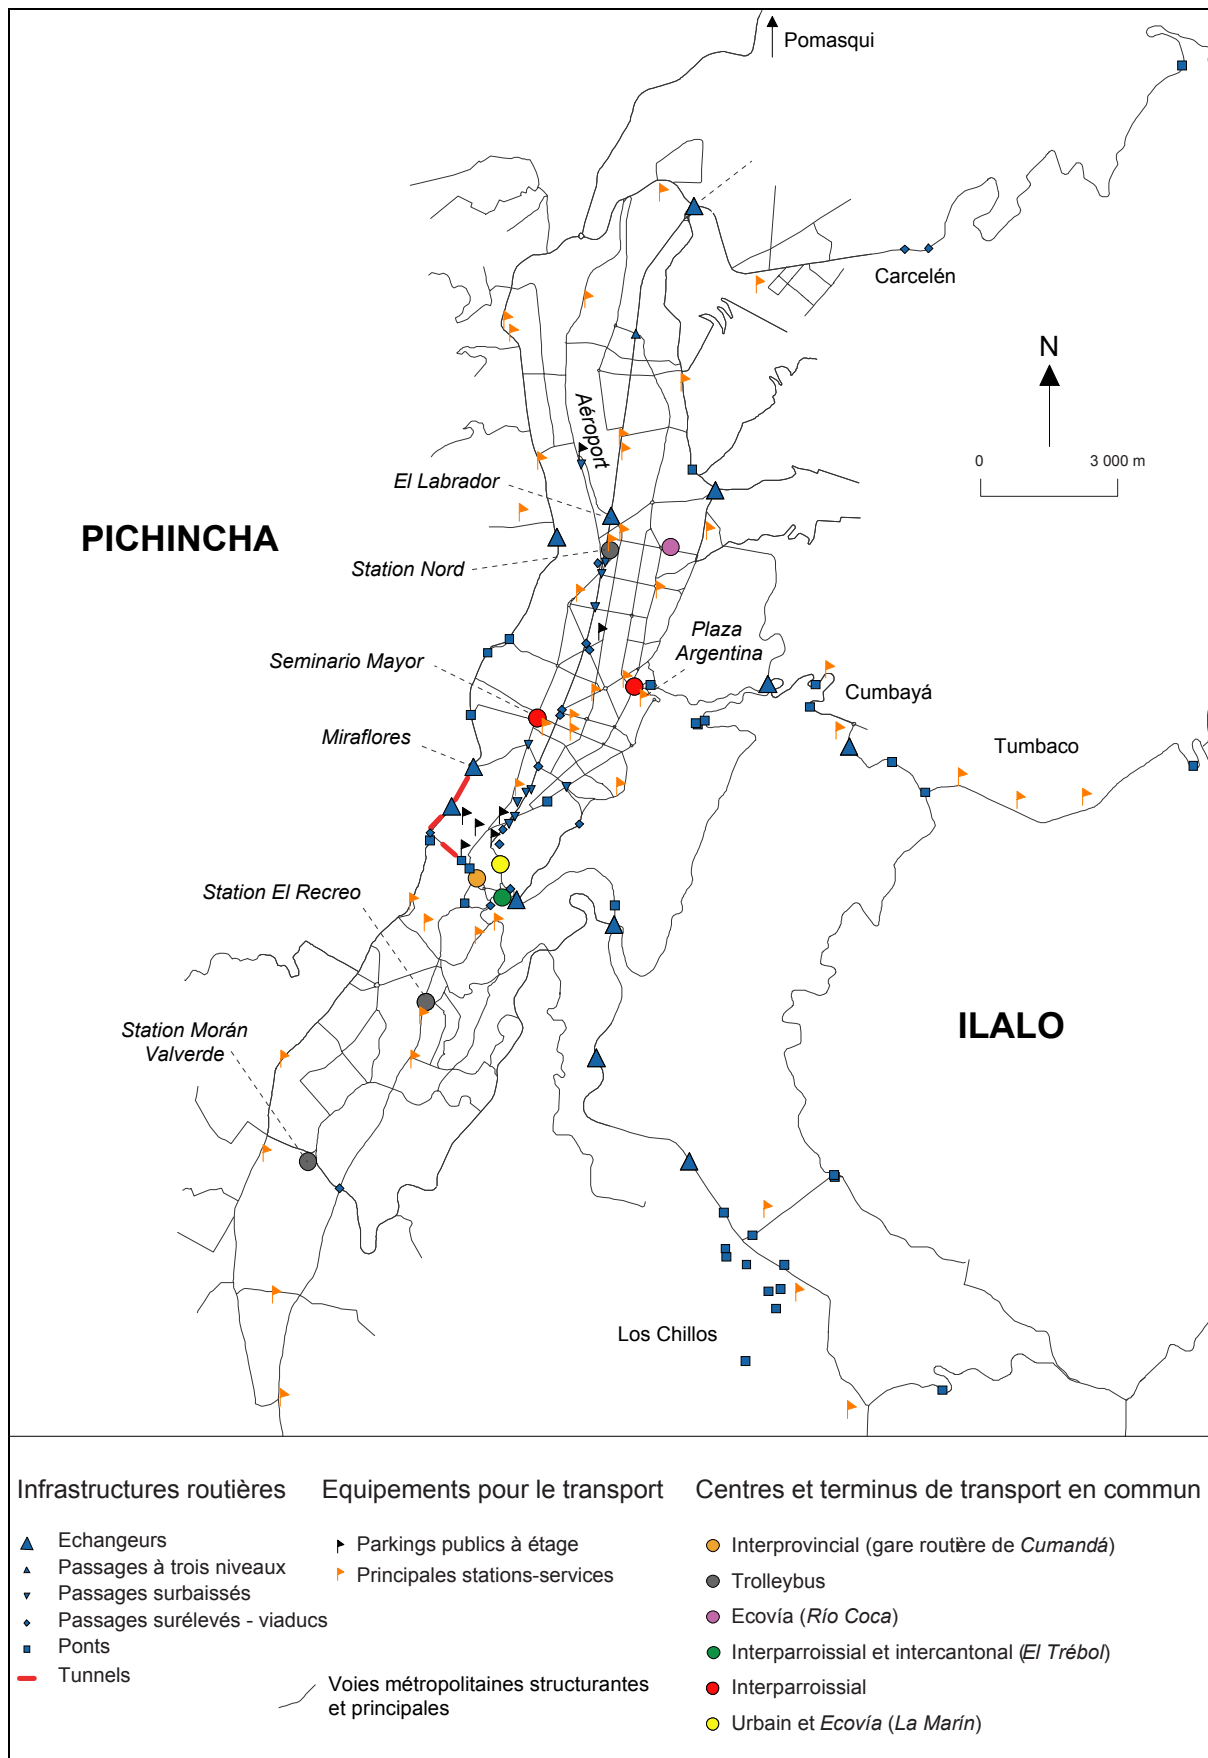 Pomasqui
Carcelén
N
0 3 000 m
Aéroport
El Labrador
PICHINCHA
Station Nord
Plaza
Argentina
Seminario Mayor
Cumbayá
Miraflores
Tumbaco
Station El Recreo
ILALO
Station Morán
Valverde
Los Chillos
Infrastructures routières
Echangeurs
Passages à trois niveaux
Passages surbaissés
Passages surélevés - viaducs
Ponts
Tunnels
Equipements pour le transport
Parkings publics à étage
Principales stations-services
Voies métropolitaines structurantes
et principales
Centres et terminus de transport en commun
Interprovincial (gare routière de Cumandá)
Trolleybus
Ecovía (Río Coca)
Interparroissial et intercantonal (El Trébol)
Interparroissial
Urbain et Ecovía (La Marín)